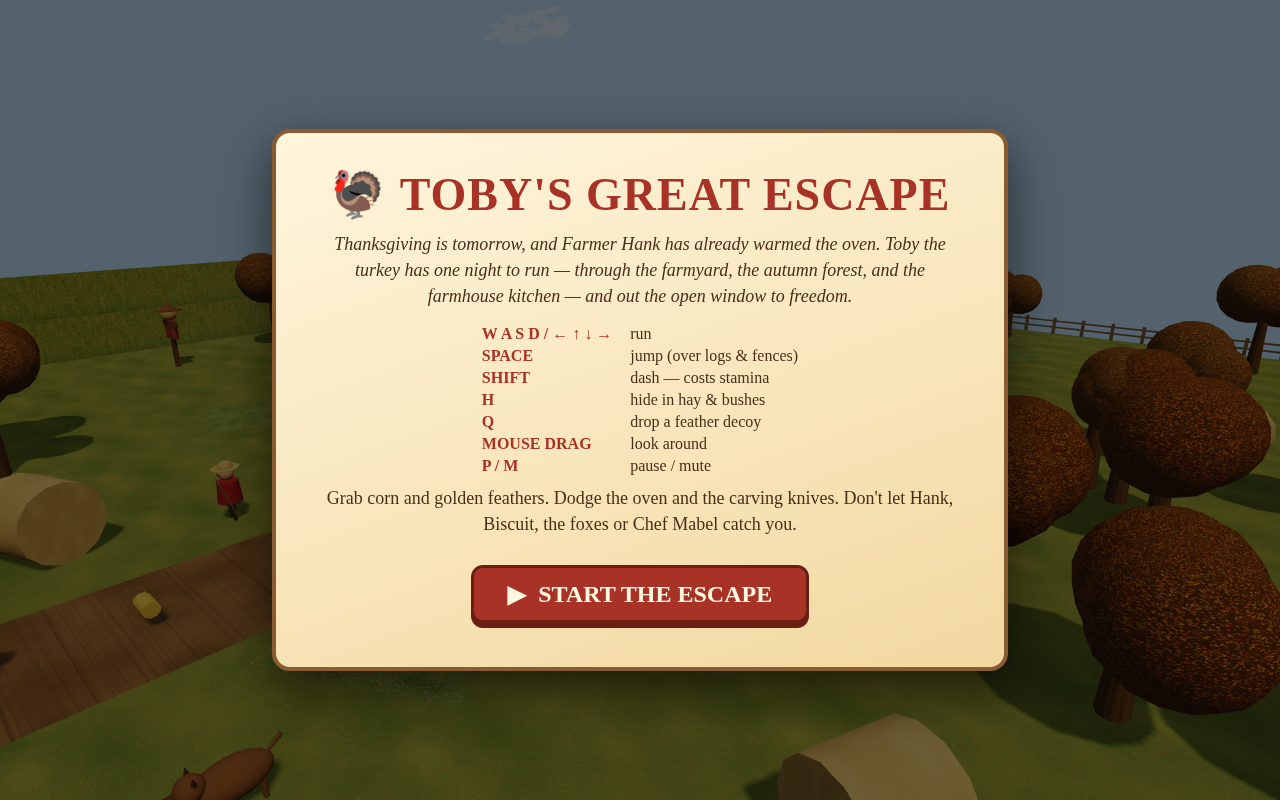 TOBY'S GREAT ESCAPE
Thanksgiving is tomorrow, and Farmer Hank has already warmed the oven. Toby the
turkey has one night to run — through the farmyard, the autumn forest, and the
farmhouse kitchen — and out the open window to freedom.
W A S D / ← ↑ ↓ → run
SPACE jump (over logs & fences)
SHIFT dash — costs stamina
H hide in hay & bushes
Q drop a feather decoy
MOUSE DRAG look around
P / M pause / mute
Grab corn and golden feathers. Dodge the oven and the carving knives. Don't let Hank,
Biscuit, the foxes or Chef Mabel catch you.
▶ START THE ESCAPE